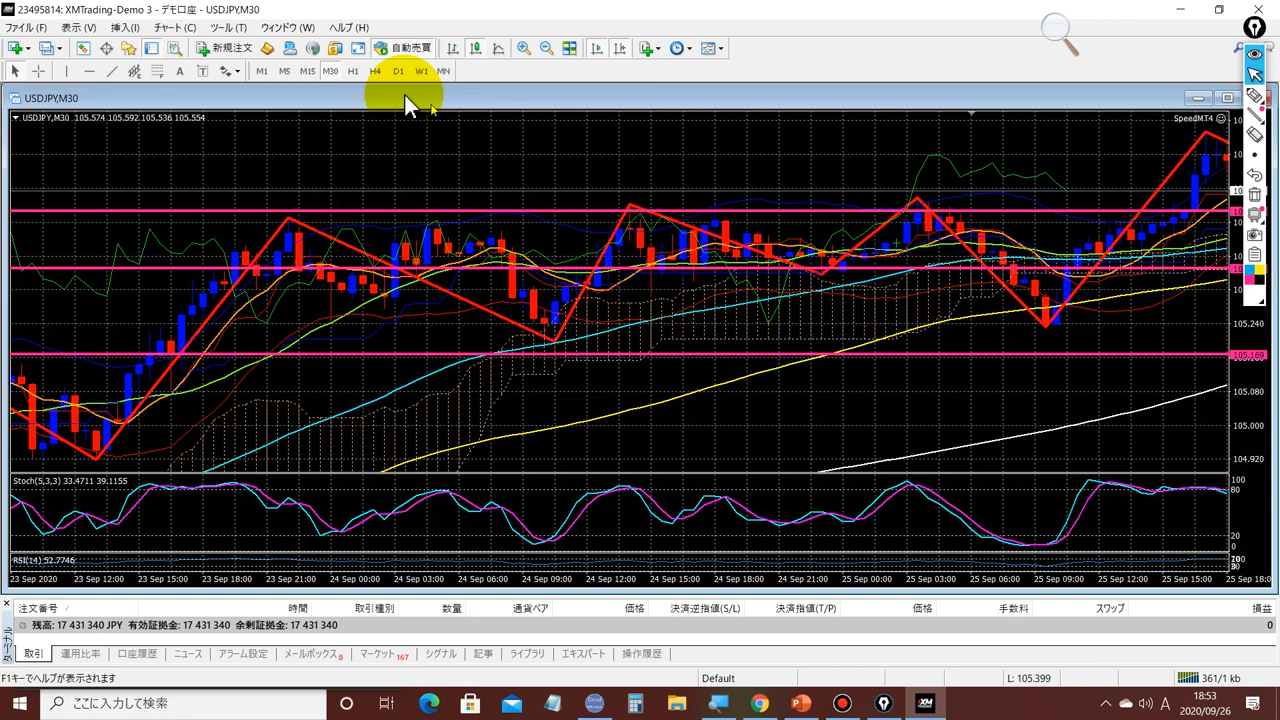 23495814: XMTrading-Demo 3 - デモ口座 - USDJPY,M30
ファイル (F) 表示 (V) 挿入(I) チャート (C) ツール (T) ウィンドウ (W) ヘルプ (H)
新規注文 自動売買
A T M1 M5 M15 M30 H1 H4 D1 W1 MN
USDJPY,M30
USDJPY,M30 105.574 105.592 105.536 105.554 SpeedMT4
105.240
105.169
105.080
105.000
104.920
Stoch(5,3,3) 33.4711 39.1155 100
80
20
0
RSI(14) 52.7746
30
23 Sep 2020 23 Sep 12:00 23 Sep 15:00 23 Sep 18:00 23 Sep 21:00 24 Sep 00:00 24 Sep 03:00 24 Sep 06:00 24 Sep 09:00 24 Sep 12:00 24 Sep 15:00 24 Sep 18:00 24 Sep 21:00 25 Sep 00:00 25 Sep 03:00 25 Sep 06:00 25 Sep 09:00 25 Sep 12:00 25 Sep 15:00 25 Sep 18:00
注文番号 / 時間 取引種別 数量 通貨ペア 価格 決済逆指値(S/L) 決済指値(T/P) 価格 手数料 スワップ 損益
残高: 17 431 340 JPY 有効証拠金: 17 431 340 余剰証拠金: 17 431 340 0
ターミナル
取引 運用比率 口座履歴 ニュース アラーム設定 メールボックス 8 マーケット 167 シグナル 記事 ライブラリ エキスパート 操作履歴
F1キーでヘルプが表示されます Default L: 105.399 361/1 kb
ここに入力して検索 A 18:53
2020/09/26